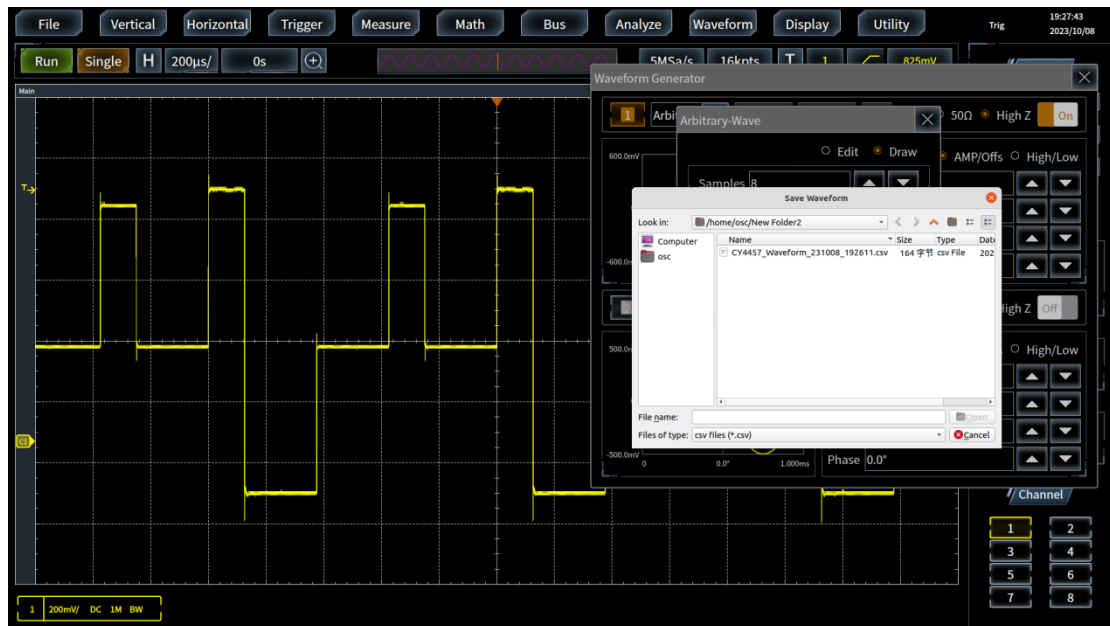 File Vertical Horizontal Trigger Measure Math Bus Analyze Waveform Display Utility Trig 19:27:43
2023/10/08
Run Single H 200μs/ 0s 5MSa/s 16kpts T 1 825mV
Main
Waveform Generator
1 Arbi 50Ω High Z On
Arbitrary-Wave
Edit Draw
600.0mV AMP/Offs High/Low
Samples 8
Save Waveform
Look in: /home/osc/New Folder2
Computer
osc
Name Size Type Date
CY4457_Waveform_231008_192611.csv 164 字节 csv File 202
-600.0m
2 High Z Off
500.0m High/Low
File name: Open
Files of type: csv files (*.csv) Cancel
-500.0mV
0 0.0° 1.000ms
Phase 0.0°
T
C1
Channel
1 2
3 4
5 6
7 8
1 200mV/ DC 1M BW